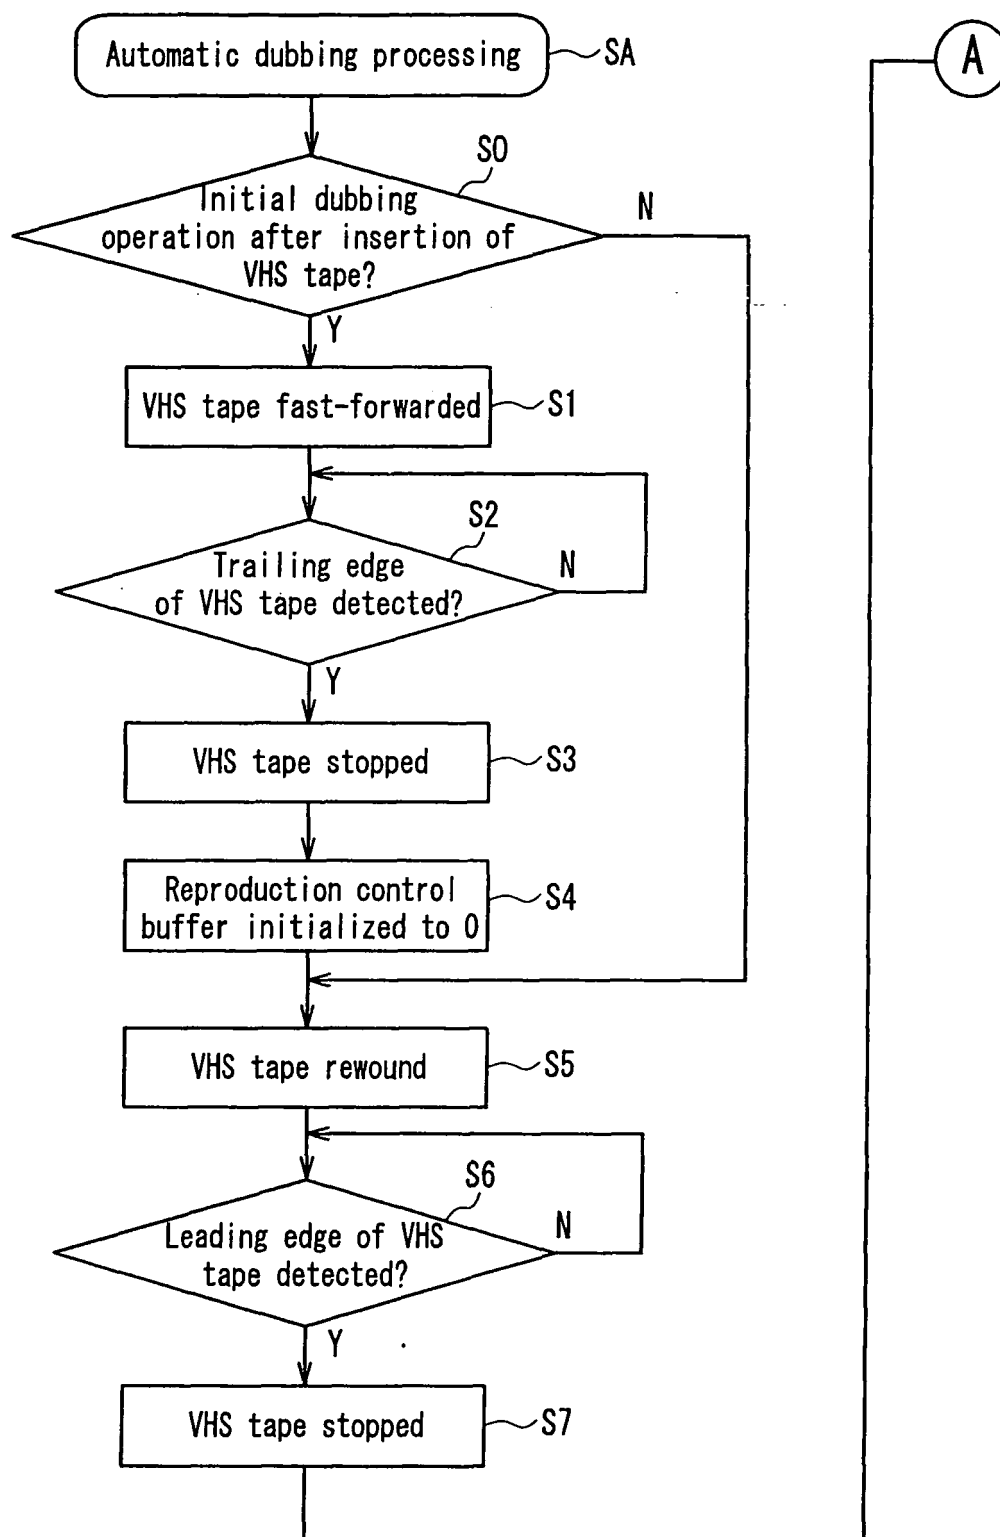 Automatic dubbing processing
SA
A
S0
Initial dubbing
operation after insertion of
VHS tape?
N
Y
VHS tape fast-forwarded
S1
S2
Trailing edge
of VHS tape detected?
N
Y
VHS tape stopped
S3
Reproduction control
buffer initialized to 0
S4
VHS tape rewound
S5
S6
Leading edge of VHS
tape detected?
N
Y
VHS tape stopped
S7